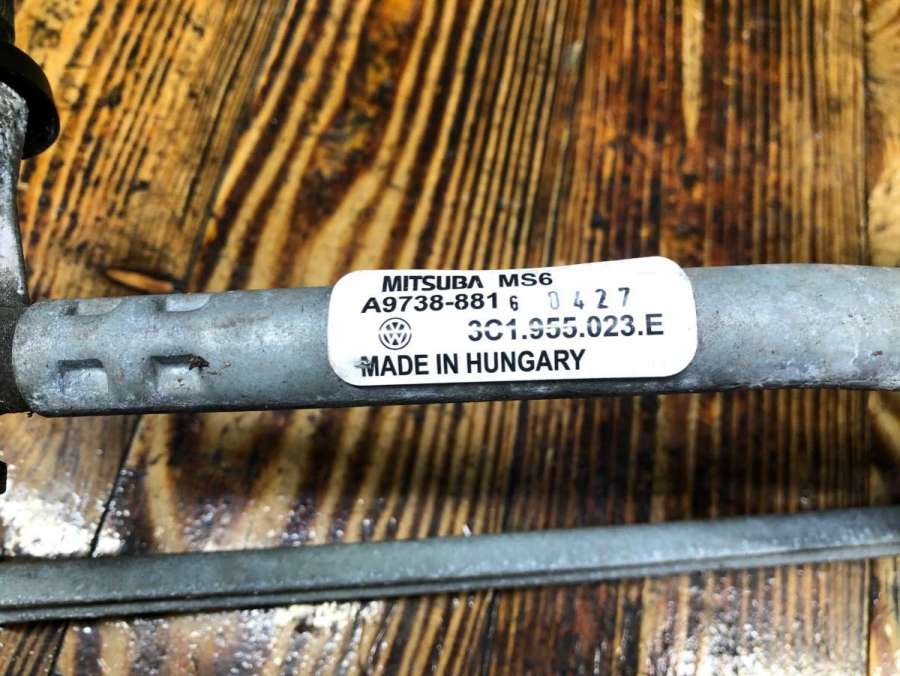 MITSUBA MS6
A9738-881 6 0427
3C1.955.023.E
MADE IN HUNGARY